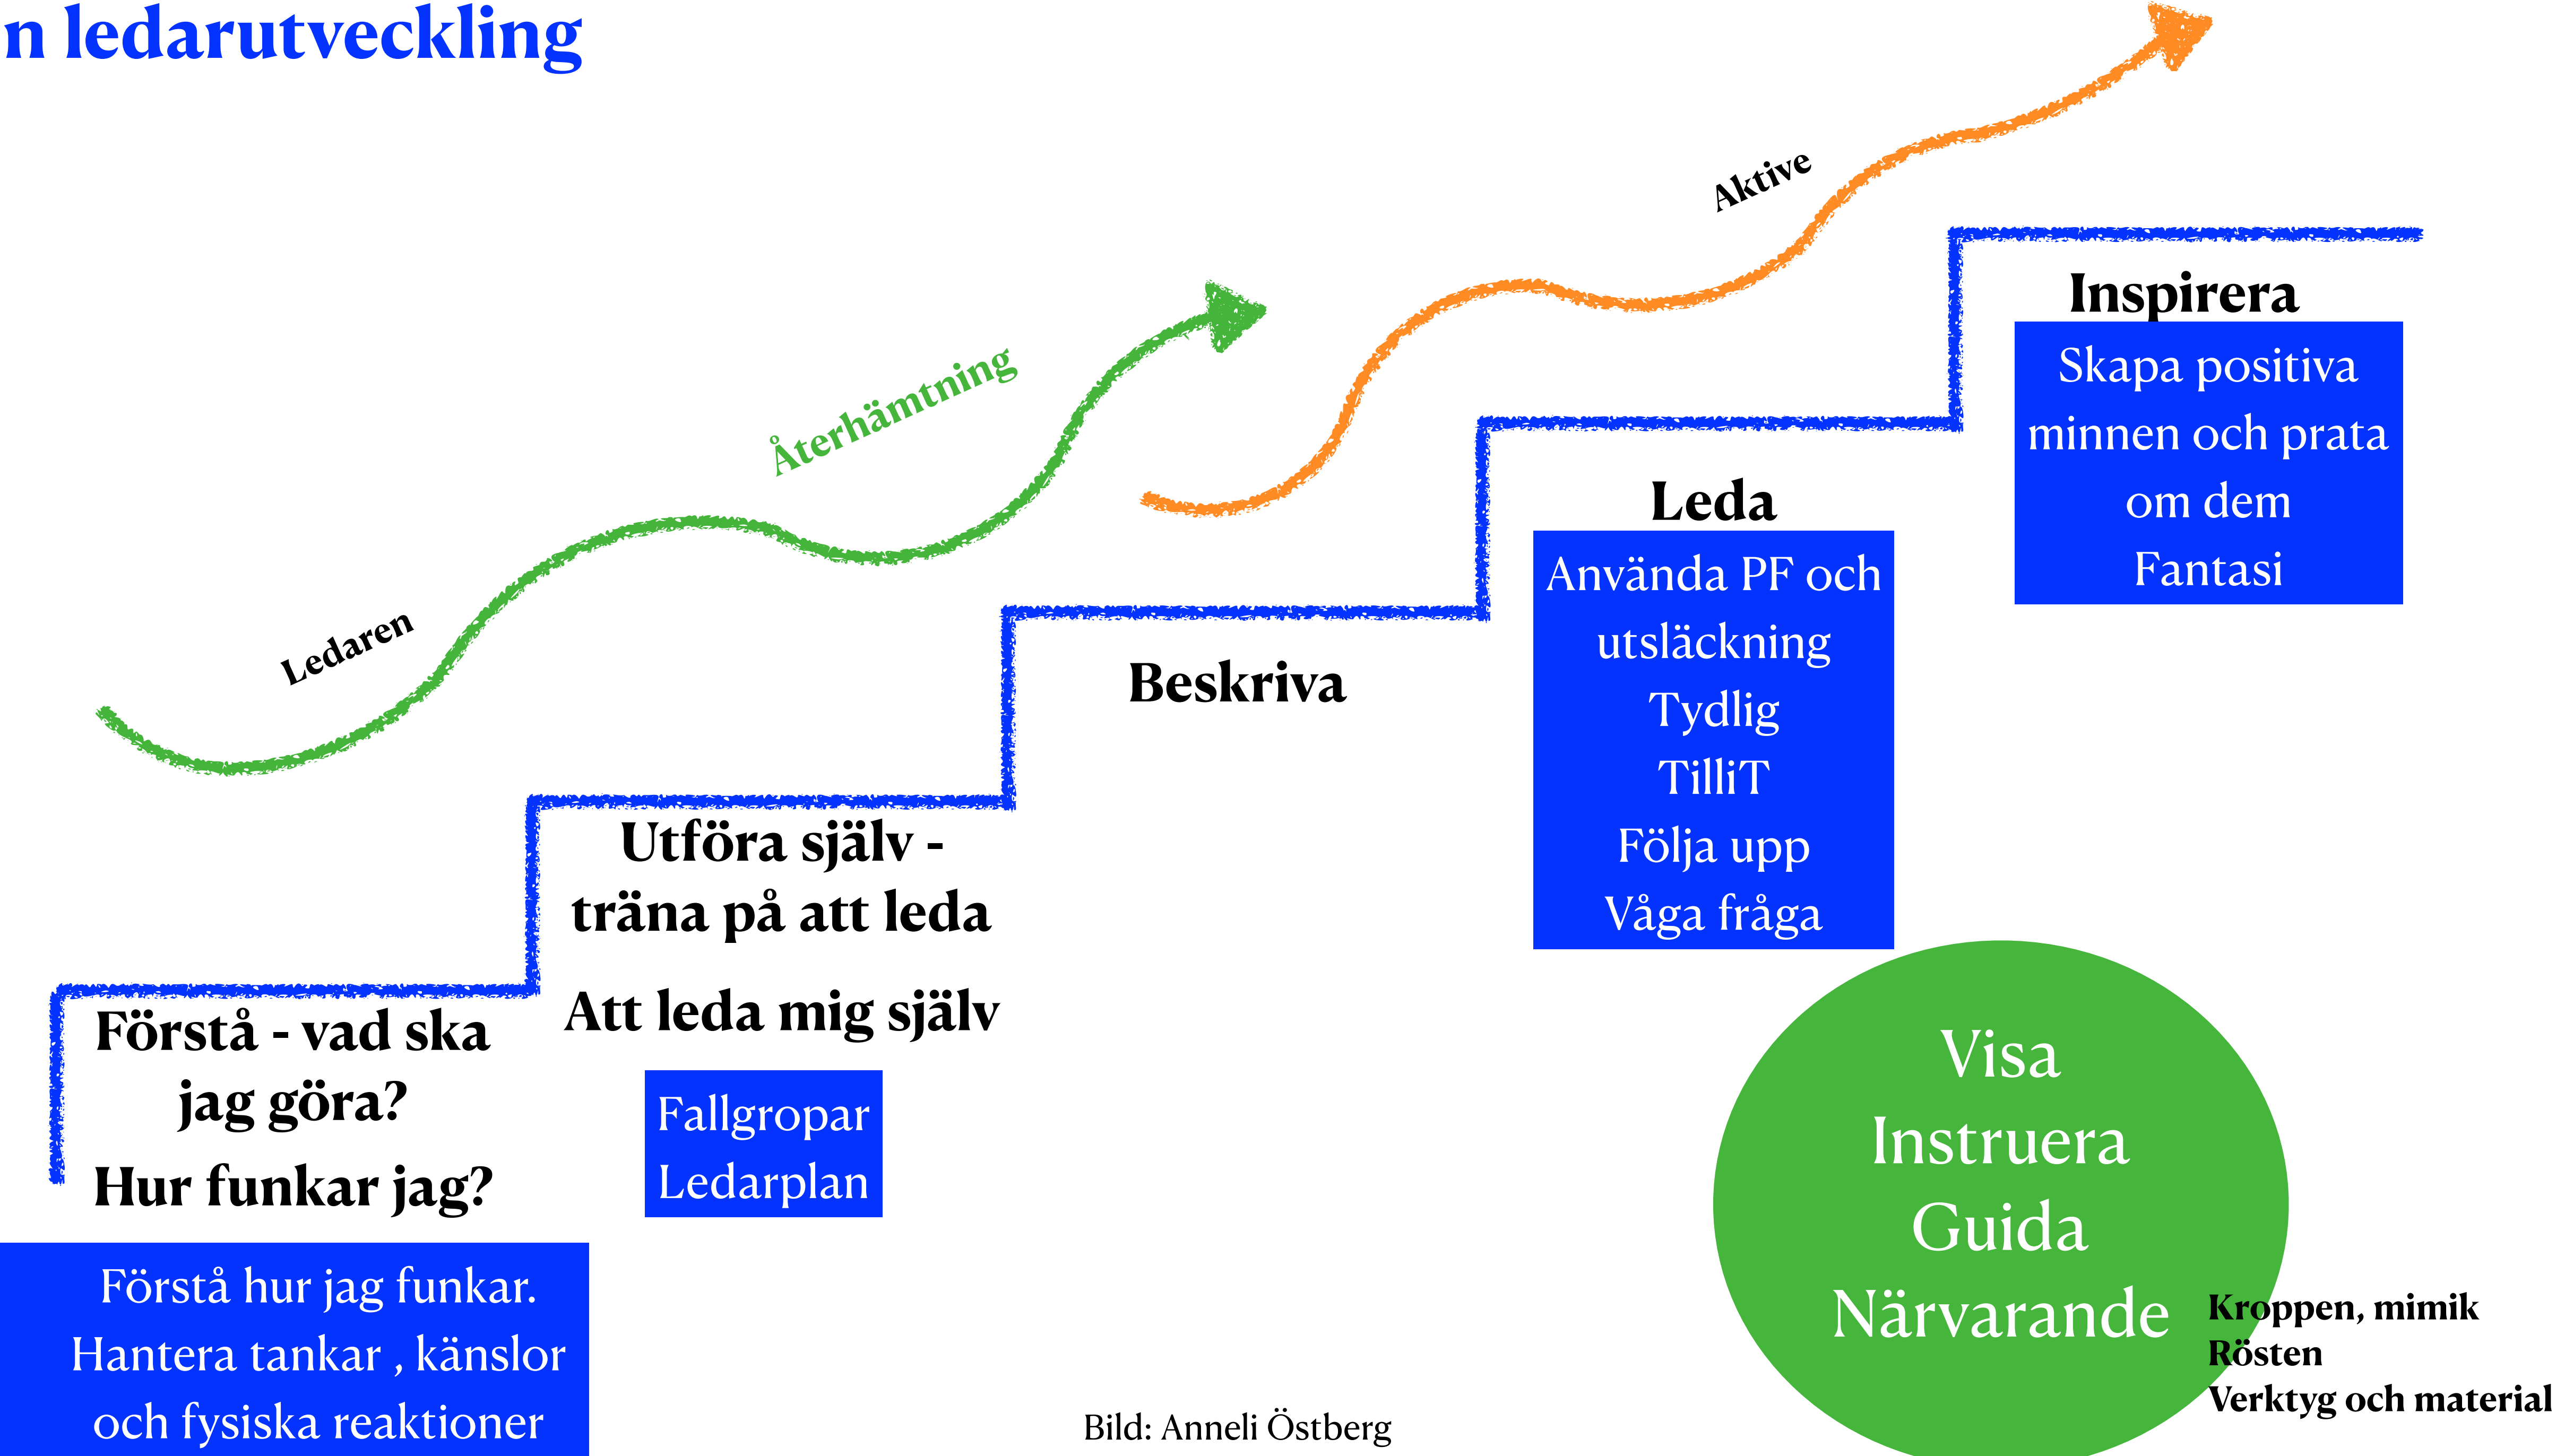 n ledarutveckling
Aktive
Återhämtning
Ledaren
Inspirera
Skapa positiva
minnen och prata
om dem
Fantasi
Leda
Använda PF och
utsläckning
Tydlig
TilliT
Följa upp
Våga fråga
Beskriva
Utföra själv -
träna på att leda
Att leda mig själv
Fallgropar
Ledarplan
Förstå - vad ska
jag göra?
Hur funkar jag?
Förstå hur jag funkar.
Hantera tankar , känslor
och fysiska reaktioner
Visa
Instruera
Guida
Närvarande
Kroppen, mimik
Rösten
Verktyg och material
Bild: Anneli Östberg